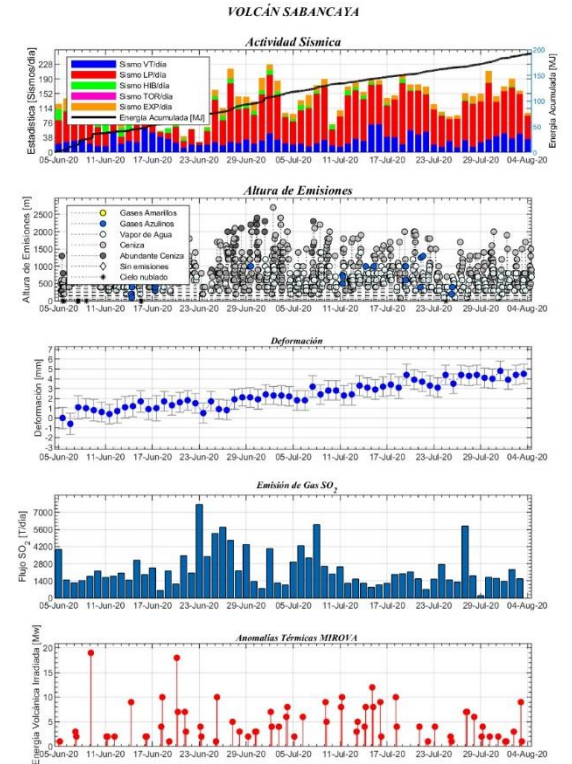 VOLCÁN SABANCAYA
Actividad Sísmica
Estadística [Sismos/día]
228
190
152
114
76
38
0
Sismo VT/día
Sismo LP/día
Sismo HIB/día
Sismo TOR/día
Sismo EXP/día
Energía Acumulada [MJ]
200
150
100
50
0
Energía Acumulada [MJ]
05-Jun-20 11-Jun-20 17-Jun-20 23-Jun-20 29-Jun-20 05-Jul-20 11-Jul-20 17-Jul-20 23-Jul-20 29-Jul-20 04-Aug-20
Altura de Emisiones
Altura de Emisiones [m]
2500
2000
1500
1000
500
0
Gases Amarillos
Gases Azulinos
Vapor de Agua
Ceniza
Abundante Ceniza
Sin emisiones
Cielo nublado
05-Jun-20 11-Jun-20 17-Jun-20 23-Jun-20 29-Jun-20 05-Jul-20 11-Jul-20 17-Jul-20 23-Jul-20 29-Jul-20 04-Aug-20
Deformación
Deformación [mm]
7
6
5
4
3
2
1
0
-1
-2
-3
05-Jun-20 11-Jun-20 17-Jun-20 23-Jun-20 29-Jun-20 05-Jul-20 11-Jul-20 17-Jul-20 23-Jul-20 29-Jul-20 04-Aug-20
Emisión de Gas SO2
Flujo SO2 [T/día]
7000
5600
4200
2800
1400
0
05-Jun-20 11-Jun-20 17-Jun-20 23-Jun-20 29-Jun-20 05-Jul-20 11-Jul-20 17-Jul-20 23-Jul-20 29-Jul-20 04-Aug-20
Anomalías Térmicas MIROVA
Energía Volcánica Irradiada [Mw]
20
15
10
5
0
05-Jun-20 11-Jun-20 17-Jun-20 23-Jun-20 29-Jun-20 05-Jul-20 11-Jul-20 17-Jul-20 23-Jul-20 29-Jul-20 04-Aug-20